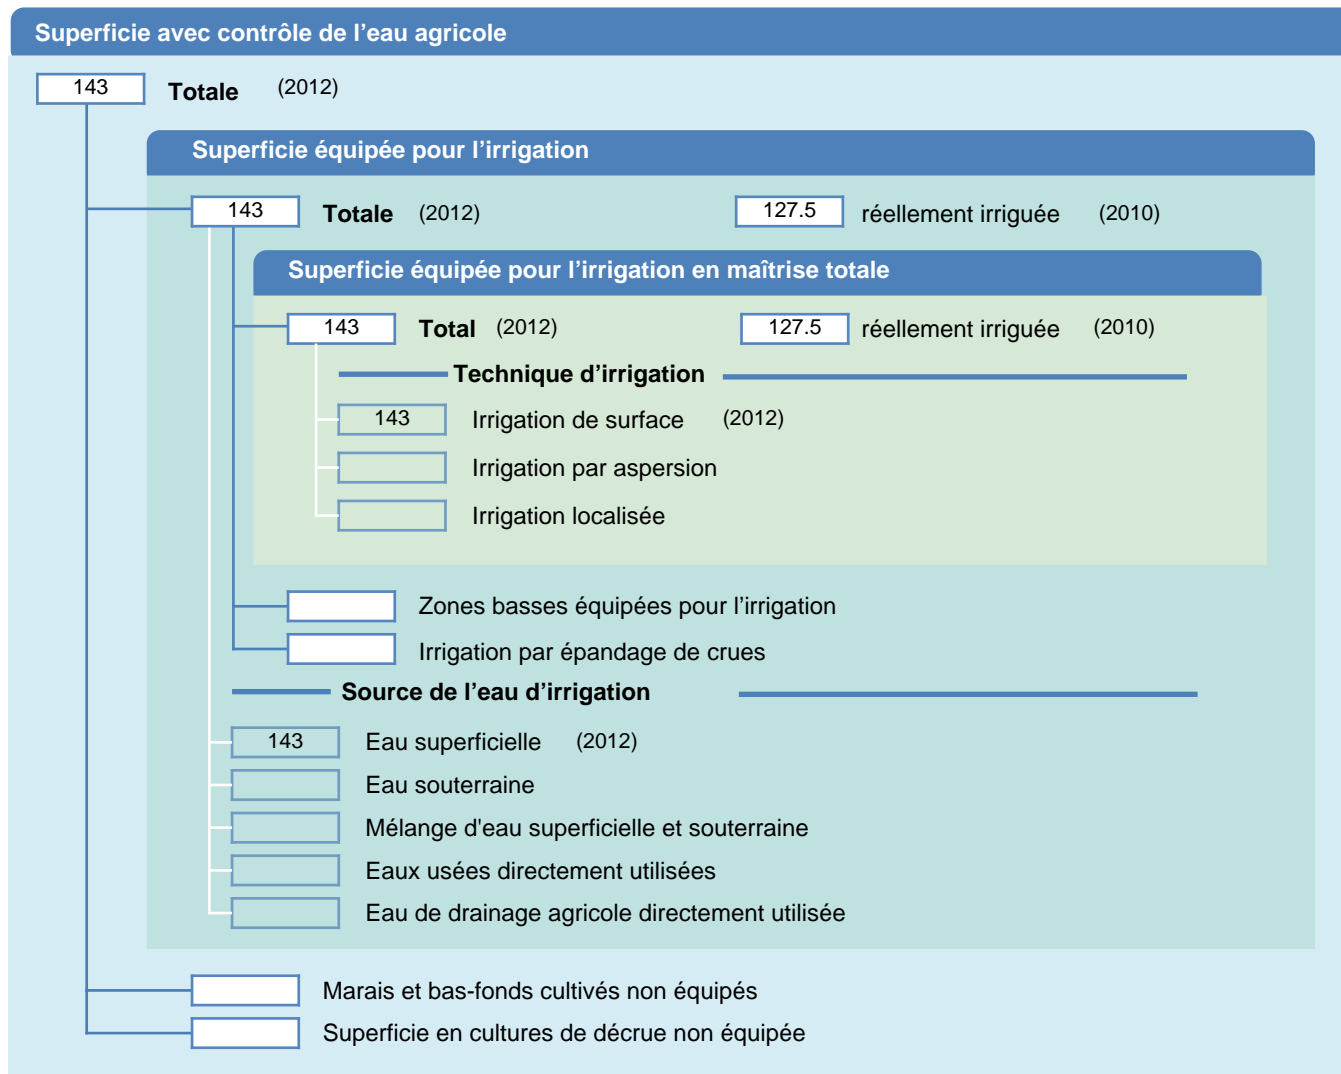 Superficie avec contrôle de l’eau agricole
143 Totale (2012)
Superficie équipée pour l’irrigation
143 Totale (2012) 127.5 réellement irriguée (2010)
Superficie équipée pour l’irrigation en maîtrise totale
143 Total (2012) 127.5 réellement irriguée (2010)
Technique d’irrigation
143 Irrigation de surface (2012)
Irrigation par aspersion
Irrigation localisée
Zones basses équipées pour l’irrigation
Irrigation par épandage de crues
Source de l’eau d’irrigation
143 Eau superficielle (2012)
Eau souterraine
Mélange d'eau superficielle et souterraine
Eaux usées directement utilisées
Eau de drainage agricole directement utilisée
Marais et bas-fonds cultivés non équipés
Superficie en cultures de décrue non équipée